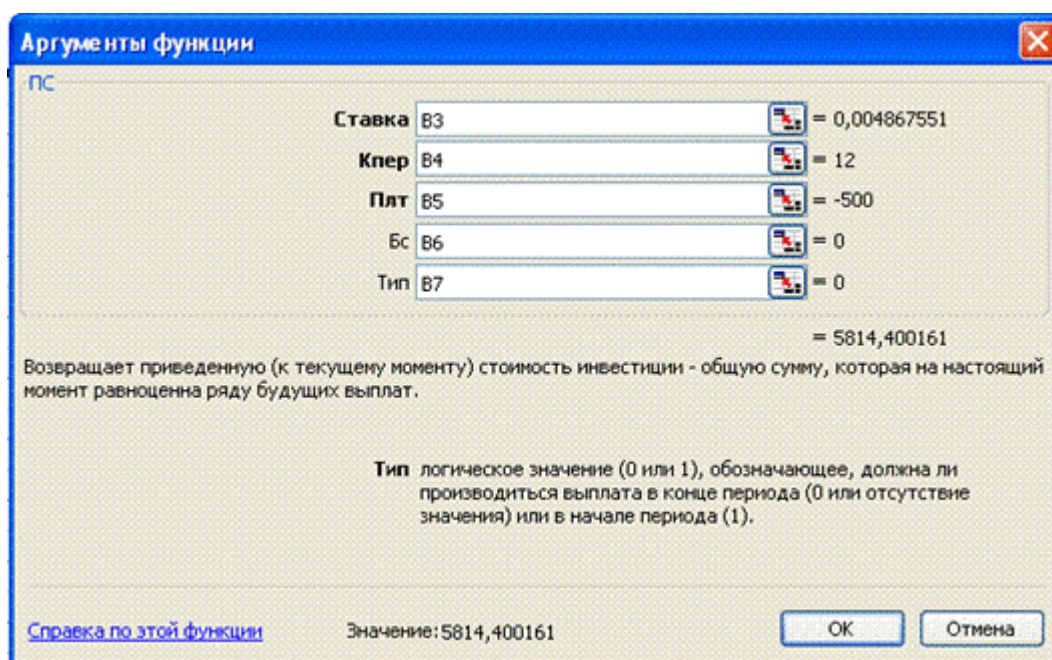 Аргументы функции
ПС
Ставка B3 = 0,004867551
Кпер B4 = 12
Плт B5 = -500
Бс B6 = 0
Тип B7 = 0
= 5814,400161
Возвращает приведенную (к текущему моменту) стоимость инвестиции - общую сумму, которая на настоящий
момент равноценна ряду будущих выплат.
Тип логическое значение (0 или 1), обозначающее, должна ли
производиться выплата в конце периода (0 или отсутствие
значения) или в начале периода (1).
Справка по этой функции Значение:5814,400161 OK Отмена